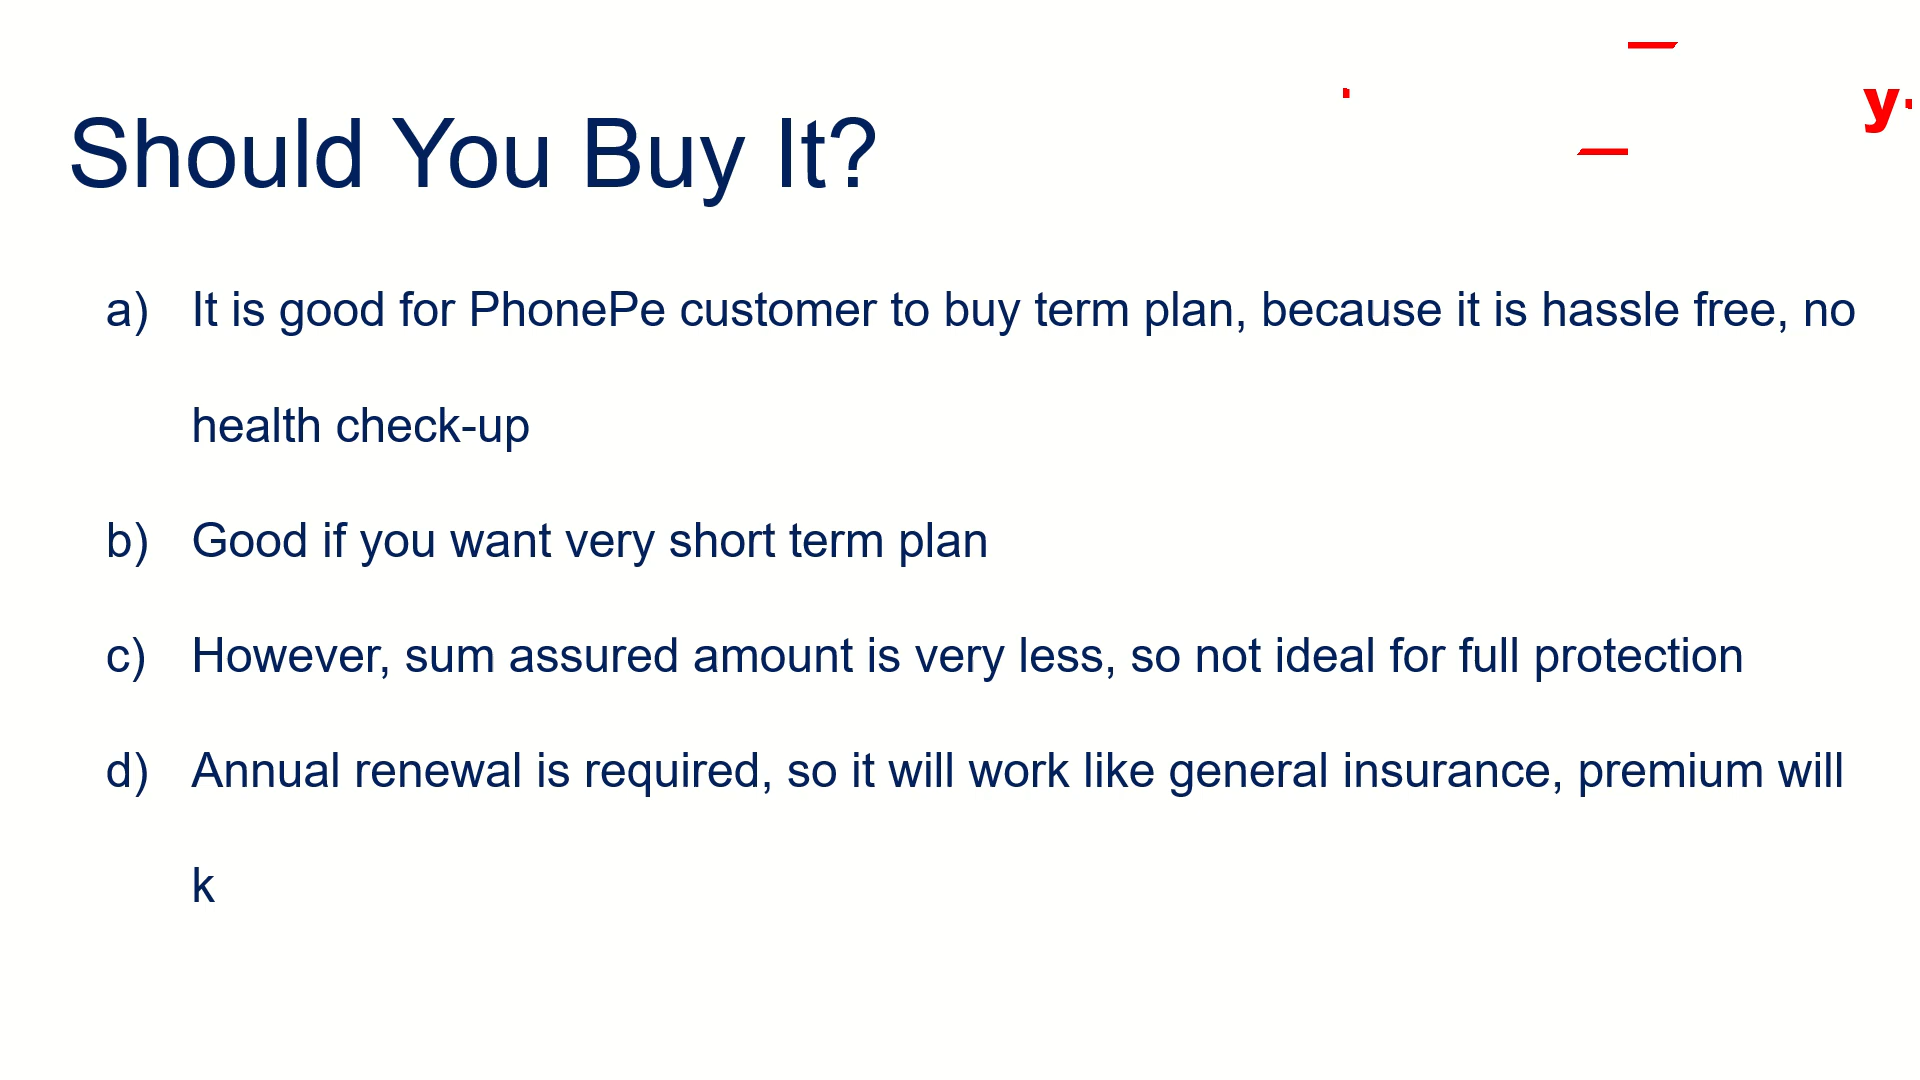 Should You Buy It?
a) It is good for PhonePe customer to buy term plan, because it is hassle free, no
health check-up
b) Good if you want very short term plan
c) However, sum assured amount is very less, so not ideal for full protection
d) Annual renewal is required, so it will work like general insurance, premium will
k
y